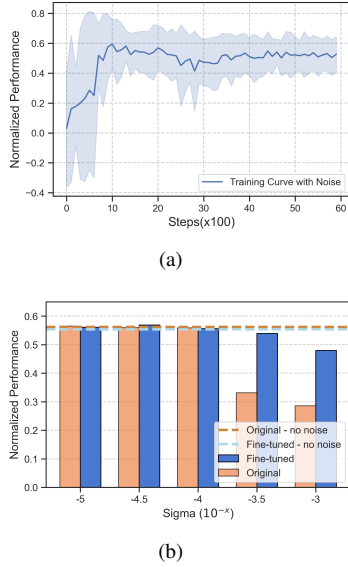 0.8
0.6
0.4
0.2
0.0
−0.2
−0.4
Normalized Performance
Training Curve with Noise
0 10 20 30 40 50 60
Steps(x100)
(a)
0.6
0.5
0.4
0.3
0.2
0.1
0.0
Normalized Performance
Original - no noise
Fine-tuned - no noise
Fine-tuned
Original
-5 -4.5 -4 -3.5 -3
Sigma (10⁻ˣ)
(b)